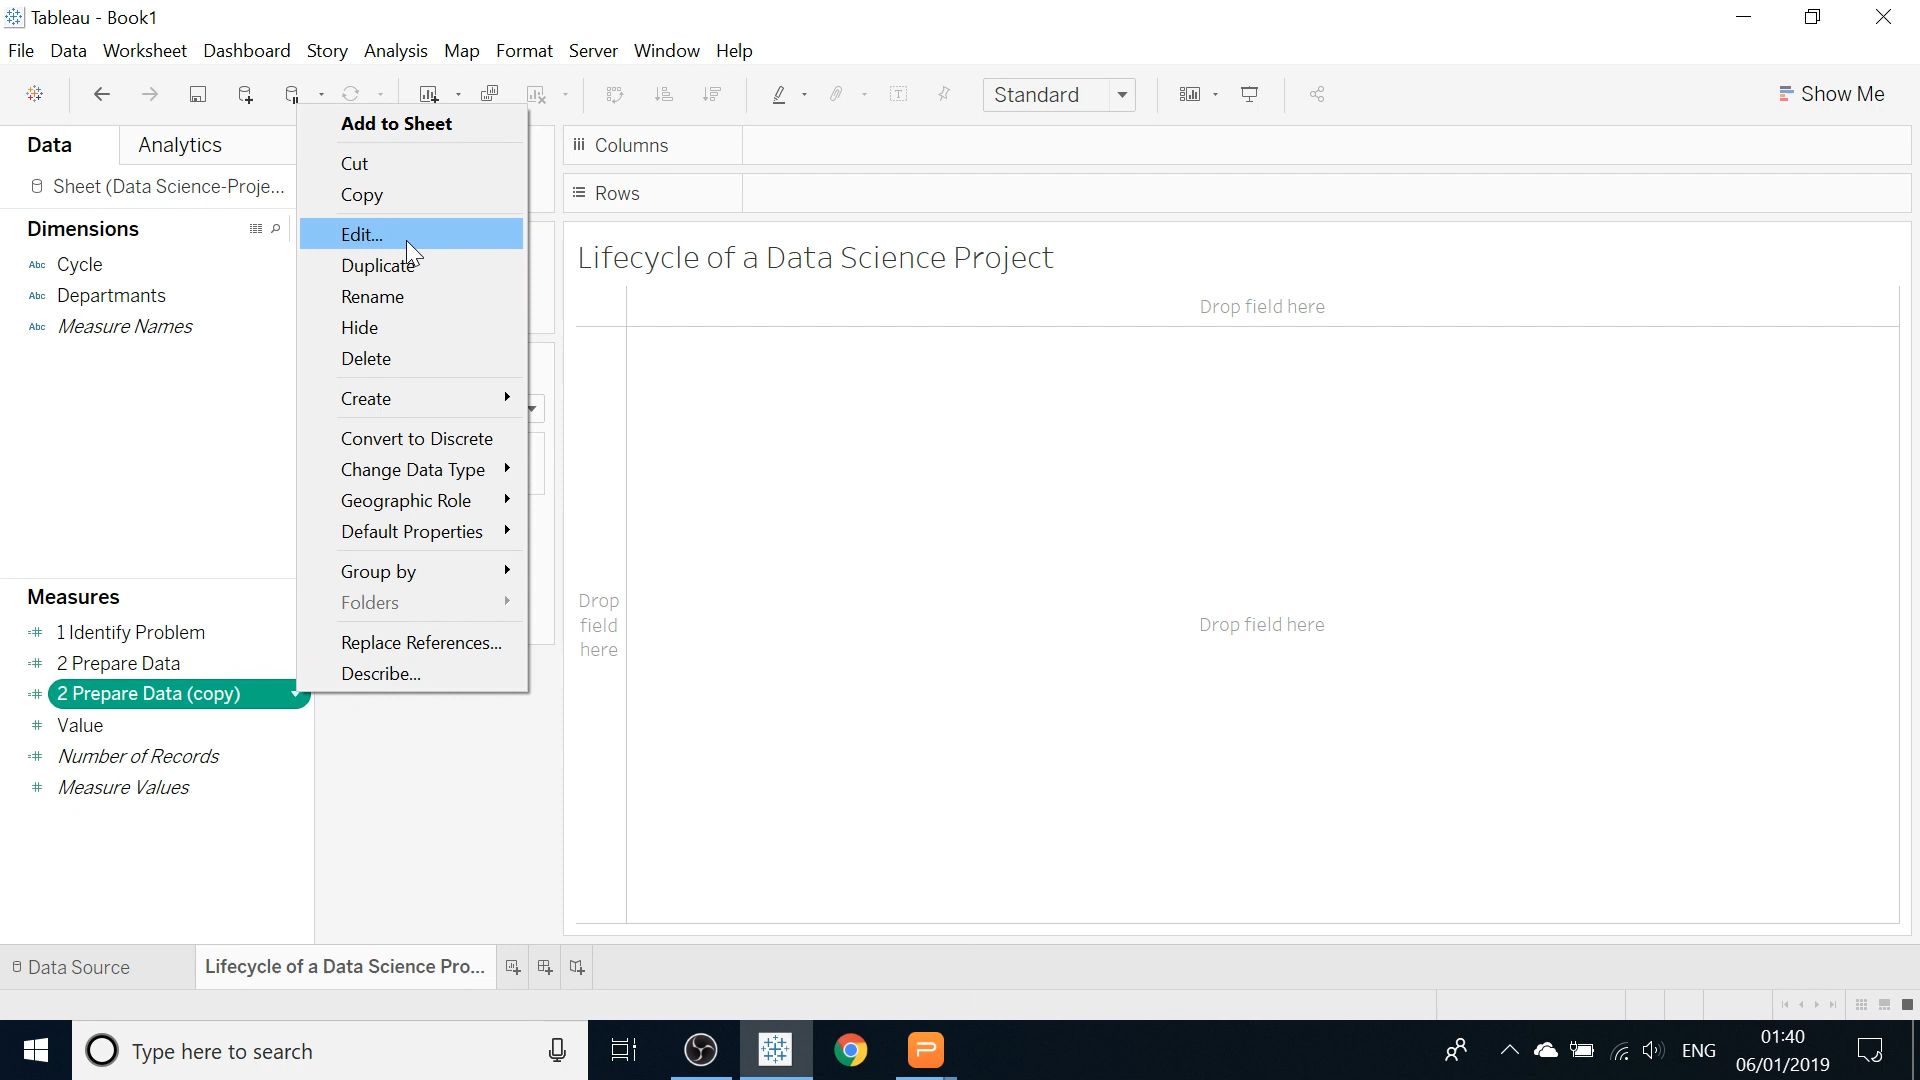 Tableau - Book1
File Data Worksheet Dashboard Story Analysis Map Format Server Window Help
Standard
Show Me
Data
Analytics
Sheet (Data Science-Proje...
Dimensions
Abc Cycle
Abc Departmants
Abc Measure Names
Measures
1 Identify Problem
2 Prepare Data
2 Prepare Data (copy)
Value
Number of Records
Measure Values
Add to Sheet
Cut
Copy
Edit...
Duplicate
Rename
Hide
Delete
Create
Convert to Discrete
Change Data Type
Geographic Role
Default Properties
Group by
Folders
Replace References...
Describe...
Columns
Rows
Lifecycle of a Data Science Project
Drop field here
Drop
field
here
Drop field here
Data Source
Lifecycle of a Data Science Pro...
Type here to search
ENG
01:40
06/01/2019